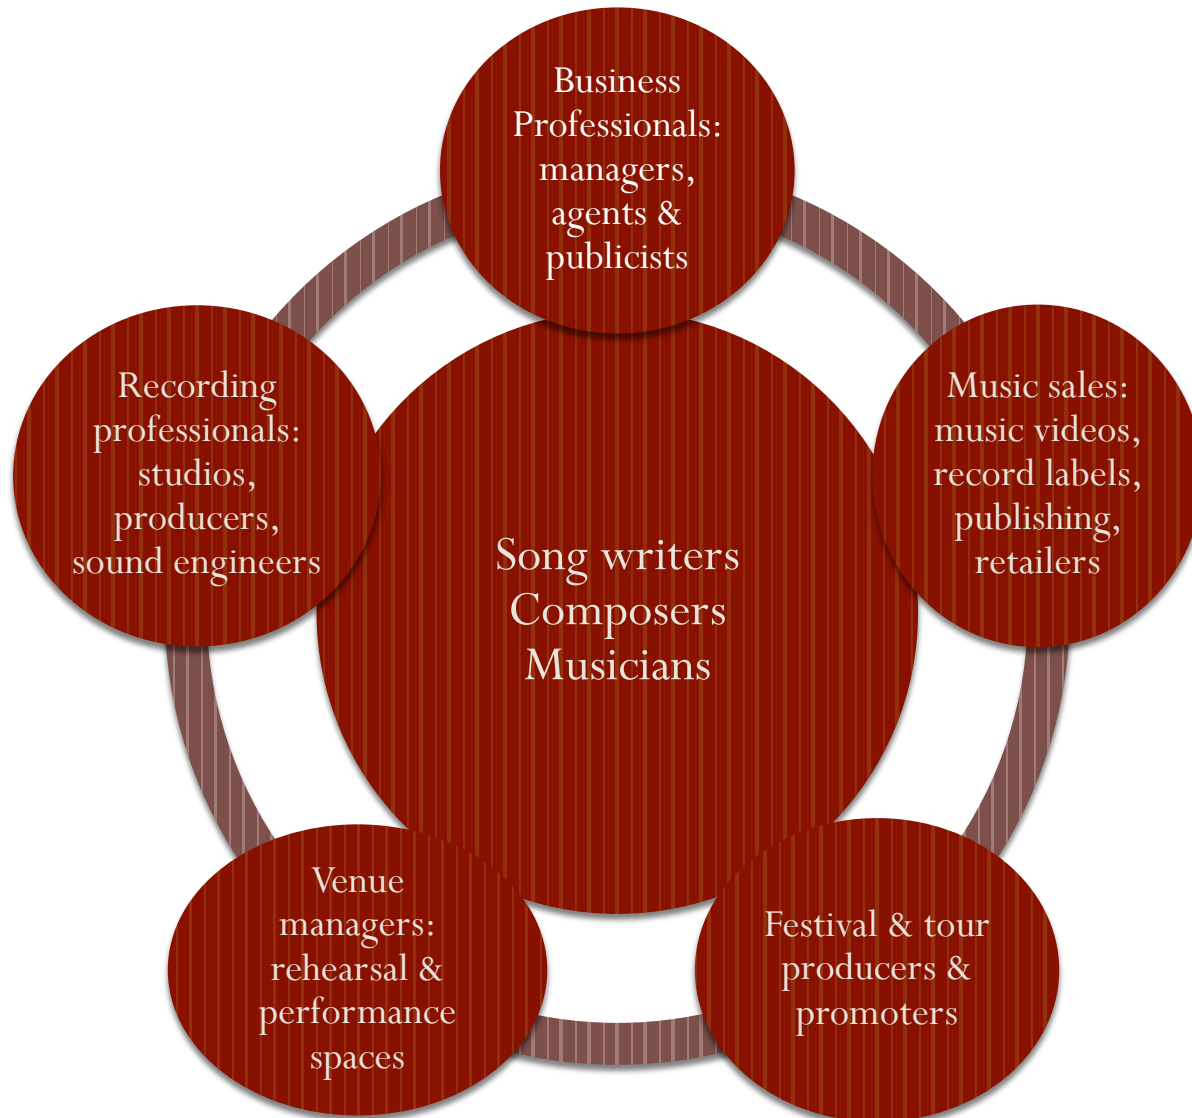 Business
Professionals:
managers,
agents &
publicists
Recording
professionals:
studios,
producers,
sound engineers
Music sales:
music videos,
record labels,
publishing,
retailers
Song writers
Composers
Musicians
Venue
managers:
rehearsal &
performance
spaces
Festival & tour
producers &
promoters